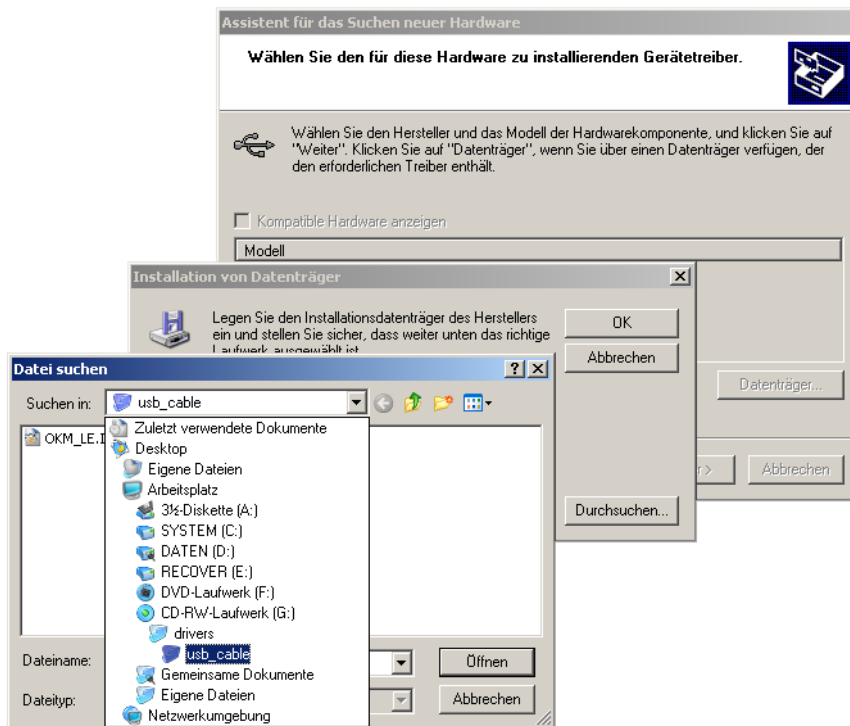 Assistent für das Suchen neuer Hardware
Wählen Sie den für diese Hardware zu installierenden Gerätetreiber.
Wählen Sie den Hersteller und das Modell der Hardwarekomponente, und klicken Sie auf
"Weiter". Klicken Sie auf "Datenträger", wenn Sie über einen Datenträger verfügen, der
den erforderlichen Treiber enthält.
Kompatible Hardware anzeigen
Modell
Datenträger...
Abbrechen
Installation von Datenträger
Legen Sie den Installationsdatenträger des Herstellers
ein und stellen Sie sicher, dass weiter unten das richtige
Laufwerk ausgewählt ist.
OK
Abbrechen
Durchsuchen...
Datei suchen
Suchen in: usb_cable
OKM_LE.I
Zuletzt verwendete Dokumente
Desktop
Eigene Dateien
Arbeitsplatz
3½-Diskette (A:)
SYSTEM (C:)
DATEN (D:)
RECOVER (E:)
DVD-Laufwerk (F:)
CD-RW-Laufwerk (G:)
drivers
usb_cable
Gemeinsame Dokumente
Eigene Dateien
Netzwerkumgebung
Dateiname:
Öffnen
Dateityp:
Abbrechen